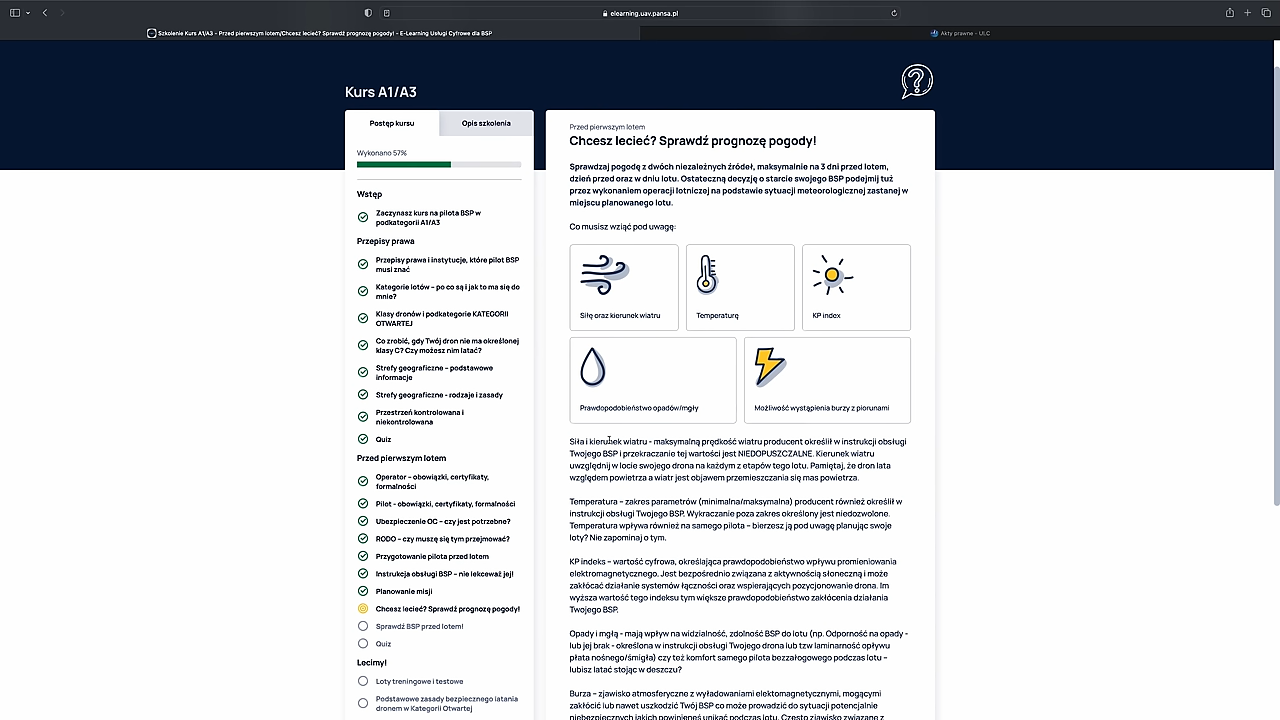 elearning.uav.pansa.pl
Szkolenie Kurs A1/A3 – Przed pierwszym lotem/Chcesz lecieć? Sprawdź prognozę pogody! – E-Learning Usługi Cyfrowe dla BSP
Akty prawne – ULC
Kurs A1/A3
Postęp kursu
Opis szkolenia
Wykonano 57%
Wstęp
Zaczynasz kurs na pilota BSP w
podkategorii A1/A3
Przepisy prawa
Przepisy prawa i instytucje, które pilot BSP
musi znać
Kategorie lotów – po co są i jak to ma się do
mnie?
Klasy dronów i podkategorie KATEGORII
OTWARTEJ
Co zrobić, gdy Twój dron nie ma określonej
klasy C? Czy możesz nim latać?
Strefy geograficzne – podstawowe
informacje
Strefy geograficzne - rodzaje i zasady
Przestrzeń kontrolowana i
niekontrolowana
Quiz
Przed pierwszym lotem
Operator – obowiązki, certyfikaty,
formalności
Pilot - obowiązki, certyfikaty, formalności
Ubezpieczenie OC – czy jest potrzebne?
RODO – czy muszę się tym przejmować?
Przygotowanie pilota przed lotem
Instrukcja obsługi BSP – nie lekceważ jej!
Planowanie misji
Chcesz lecieć? Sprawdź prognozę pogody!
Sprawdź BSP przed lotem!
Quiz
Lecimy!
Loty treningowe i testowe
Podstawowe zasady bezpiecznego latania
dronem w Kategorii Otwartej
Przed pierwszym lotem
Chcesz lecieć? Sprawdź prognozę pogody!
Sprawdzaj pogodę z dwóch niezależnych źródeł, maksymalnie na 3 dni przed lotem,
dzień przed oraz w dniu lotu. Ostateczną decyzję o starcie swojego BSP podejmij tuż
przez wykonaniem operacji lotniczej na podstawie sytuacji meteorologicznej zastanej w
miejscu planowanego lotu.
Co musisz wziąć pod uwagę:
Siłę oraz kierunek wiatru
Temperaturę
KP index
Prawdopodobieństwo opadów/mgły
Możliwość wystąpienia burzy z piorunami
Siła i kierunek wiatru - maksymalną prędkość wiatru producent określił w instrukcji obsługi
Twojego BSP i przekraczanie tej wartości jest NIEDOPUSZCZALNE. Kierunek wiatru
uwzględnij w locie swojego drona na każdym z etapów tego lotu. Pamiętaj, że dron lata
względem powietrza a wiatr jest objawem przemieszczania się mas powietrza.
Temperatura – zakres parametrów (minimalna/maksymalna) producent również określił w
instrukcji obsługi Twojego BSP. Wykraczanie poza zakres określony jest niedozwolone.
Temperatura wpływa również na samego pilota – bierzesz ją pod uwagę planując swoje
loty? Nie zapominaj o tym.
KP indeks – wartość cyfrowa, określająca prawdopodobieństwo wpływu promieniowania
elektromagnetycznego. Jest bezpośrednio związana z aktywnością słoneczną i może
zakłócać działanie systemów łączności oraz wspierających pozycjonowanie drona. Im
wyższa wartość tego indeksu tym większe prawdopodobieństwo zakłócenia działania
Twojego BSP.
Opady i mgłą - mają wpływ na widzialność, zdolność BSP do lotu (np. Odporność na opady -
lub jej brak - określona w instrukcji obsługi Twojego drona lub tzw laminarność opływu
płata nośnego/śmigła) czy też komfort samego pilota bezzałogowego podczas lotu –
lubisz latać stojąc w deszczu?
Burza – zjawisko atmosferyczne z wyładowaniami elektomagnetycznymi, mogącymi
zakłócić lub nawet uszkodzić Twój BSP co może prowadzić do sytuacji potencjalnie
niebezpiecznych jakich powinieneś unikać podczas lotu. Często zjawisko związane z